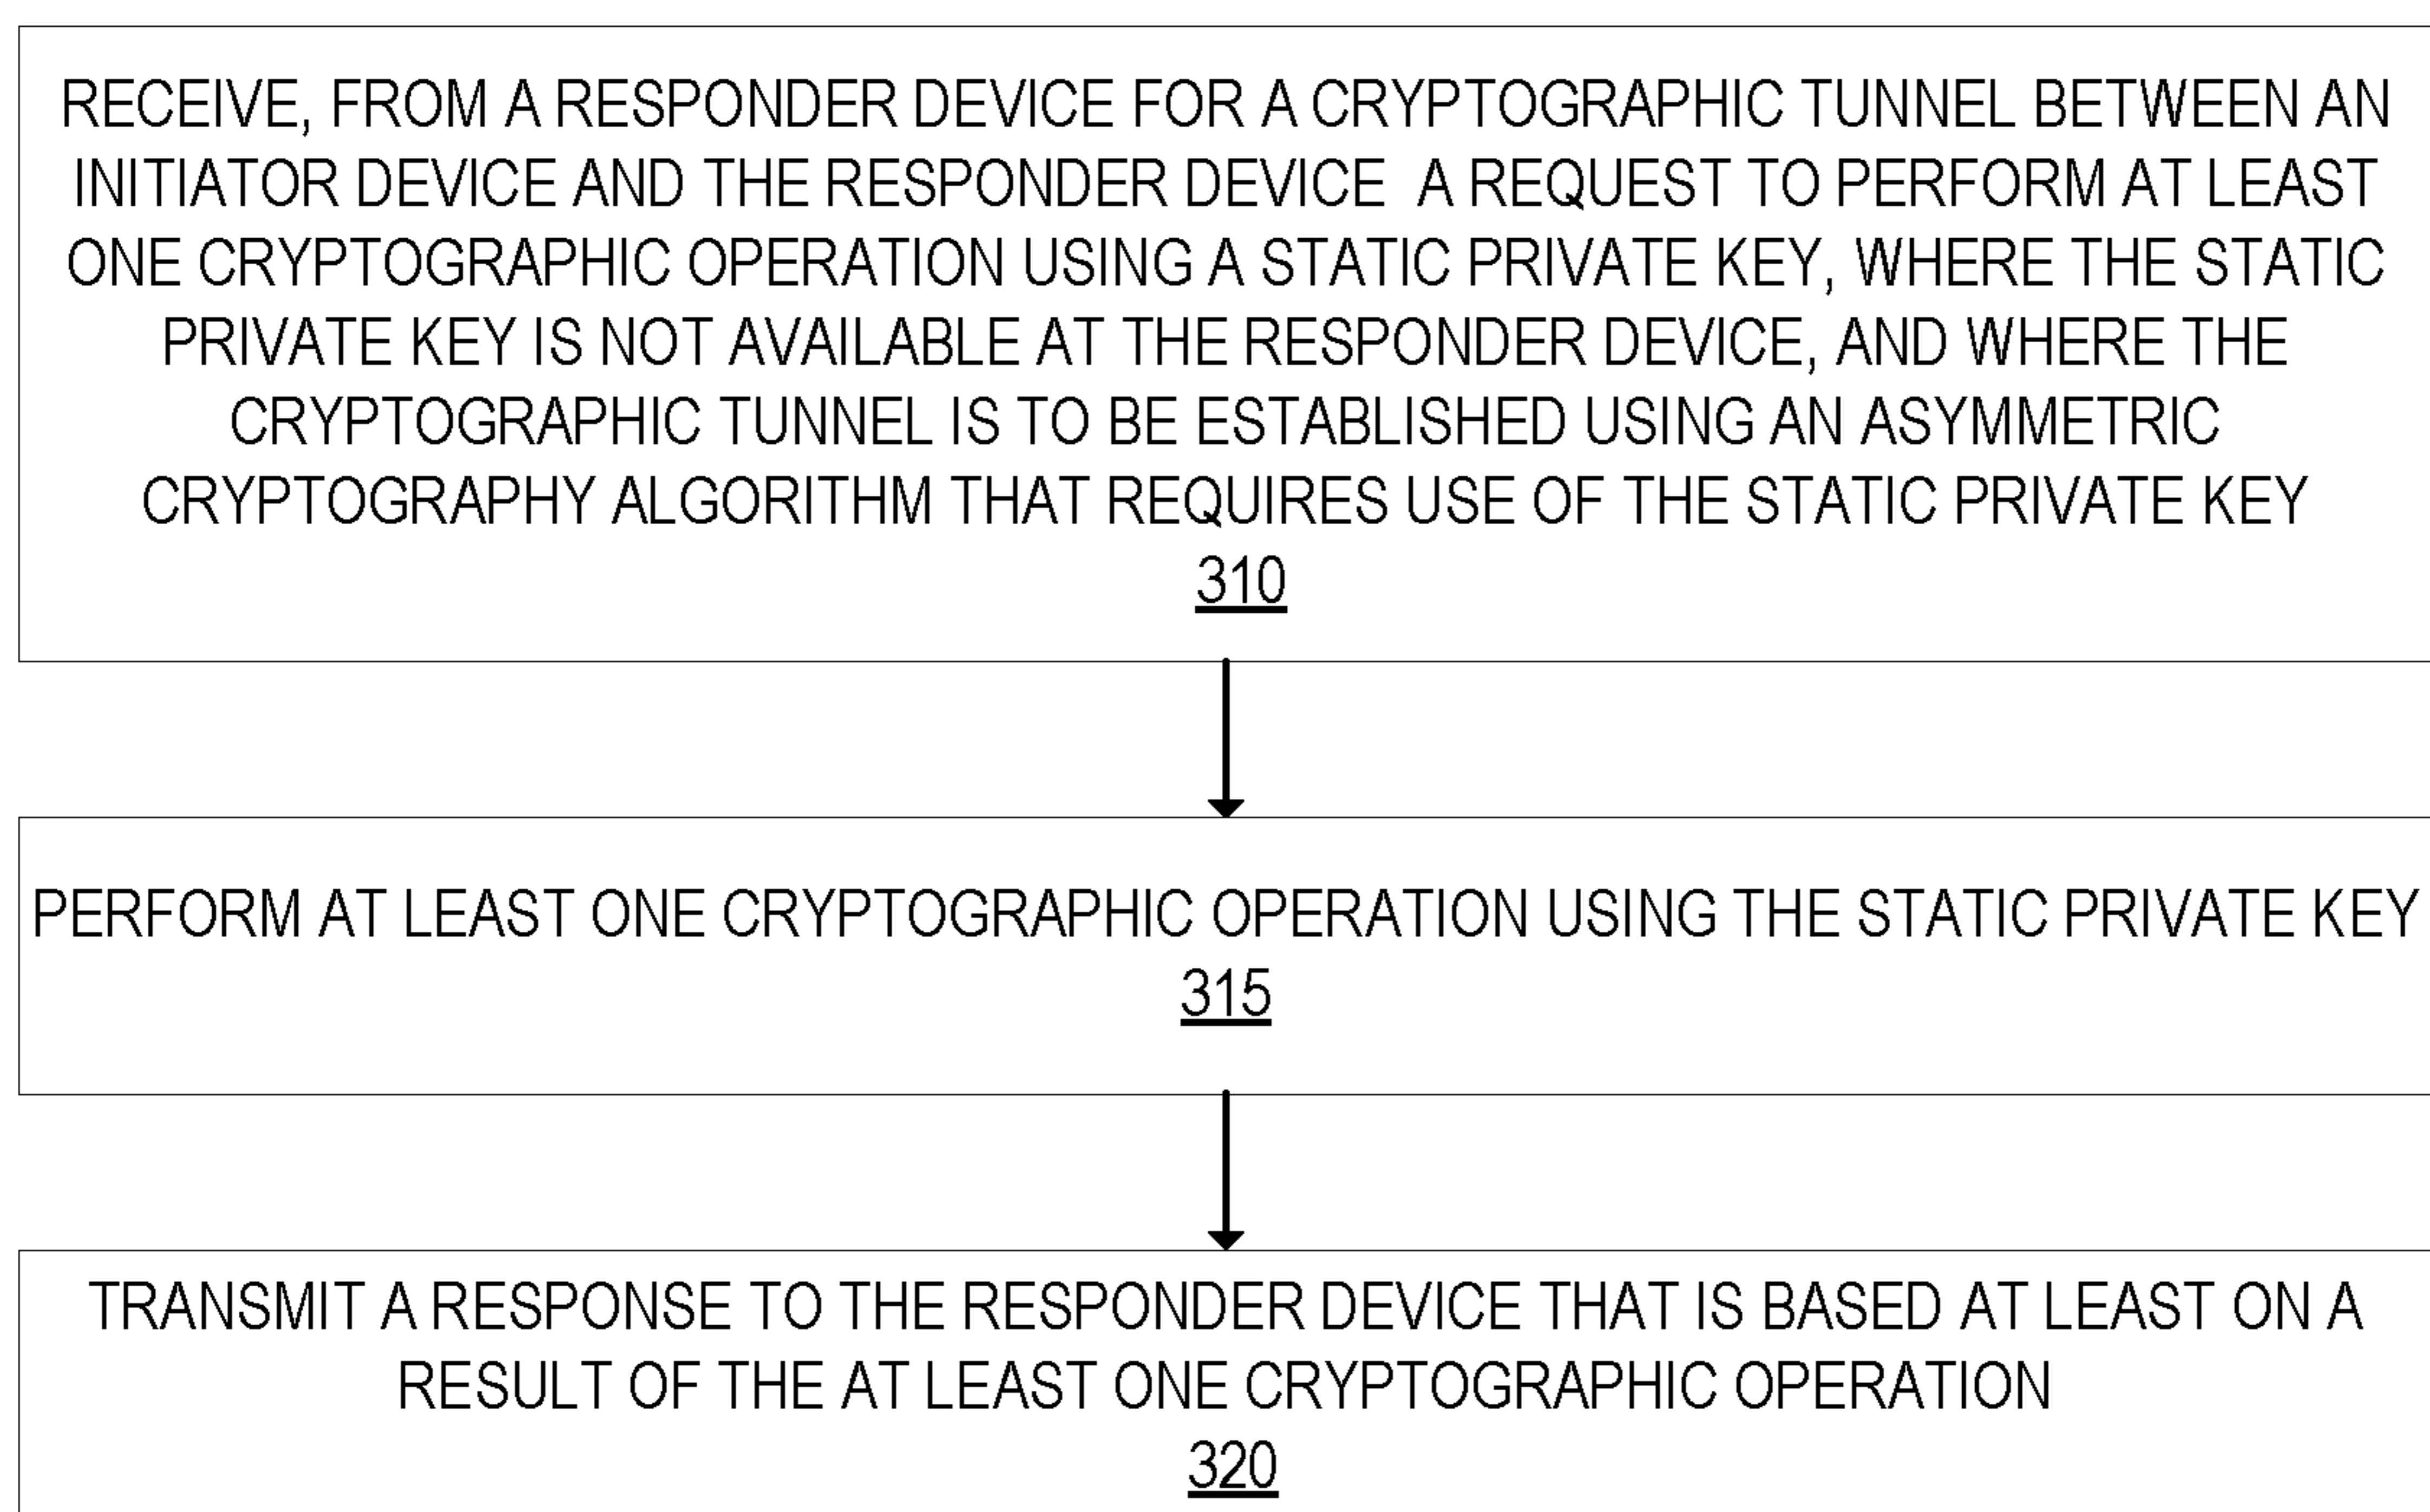 RECEIVE, FROM A RESPONDER DEVICE FOR A CRYPTOGRAPHIC TUNNEL BETWEEN AN
INITIATOR DEVICE AND THE RESPONDER DEVICE A REQUEST TO PERFORM AT LEAST
ONE CRYPTOGRAPHIC OPERATION USING A STATIC PRIVATE KEY, WHERE THE STATIC
PRIVATE KEY IS NOT AVAILABLE AT THE RESPONDER DEVICE, AND WHERE THE
CRYPTOGRAPHIC TUNNEL IS TO BE ESTABLISHED USING AN ASYMMETRIC
CRYPTOGRAPHY ALGORITHM THAT REQUIRES USE OF THE STATIC PRIVATE KEY
310
PERFORM AT LEAST ONE CRYPTOGRAPHIC OPERATION USING THE STATIC PRIVATE KEY
315
TRANSMIT A RESPONSE TO THE RESPONDER DEVICE THAT IS BASED AT LEAST ON A
RESULT OF THE AT LEAST ONE CRYPTOGRAPHIC OPERATION
320